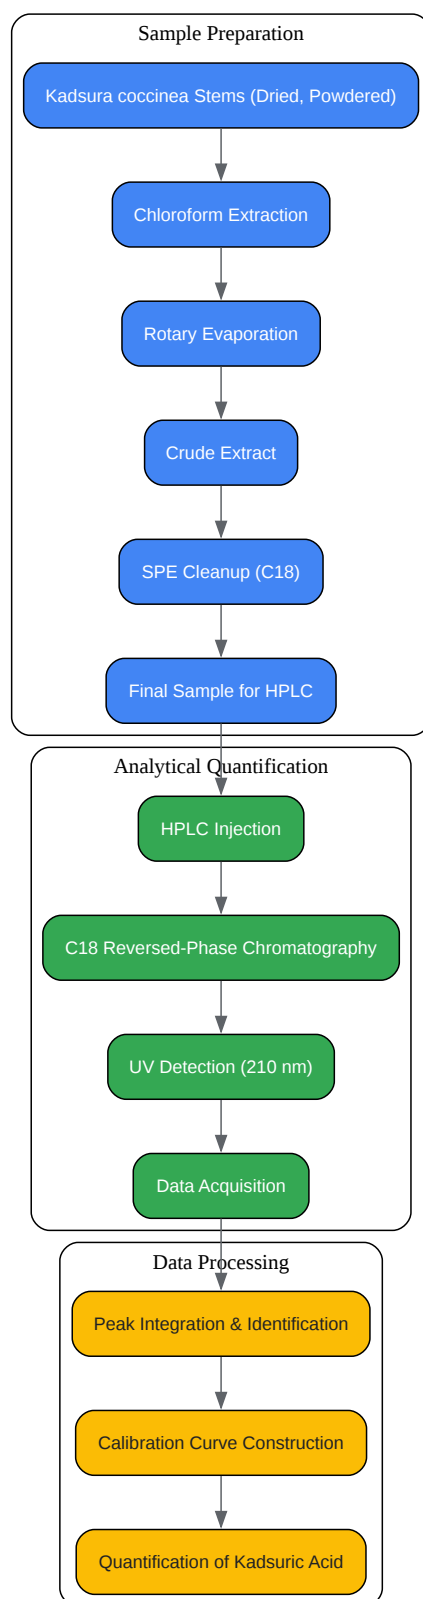 Sample Preparation
Kadsura coccinea Stems (Dried, Powdered)
Chloroform Extraction
Rotary Evaporation
Crude Extract
SPE Cleanup (C18)
Final Sample for HPLC
Analytical Quantification
HPLC Injection
C18 Reversed-Phase Chromatography
UV Detection (210 nm)
Data Acquisition
Data Processing
Peak Integration & Identification
Calibration Curve Construction
Quantification of Kadsuric Acid